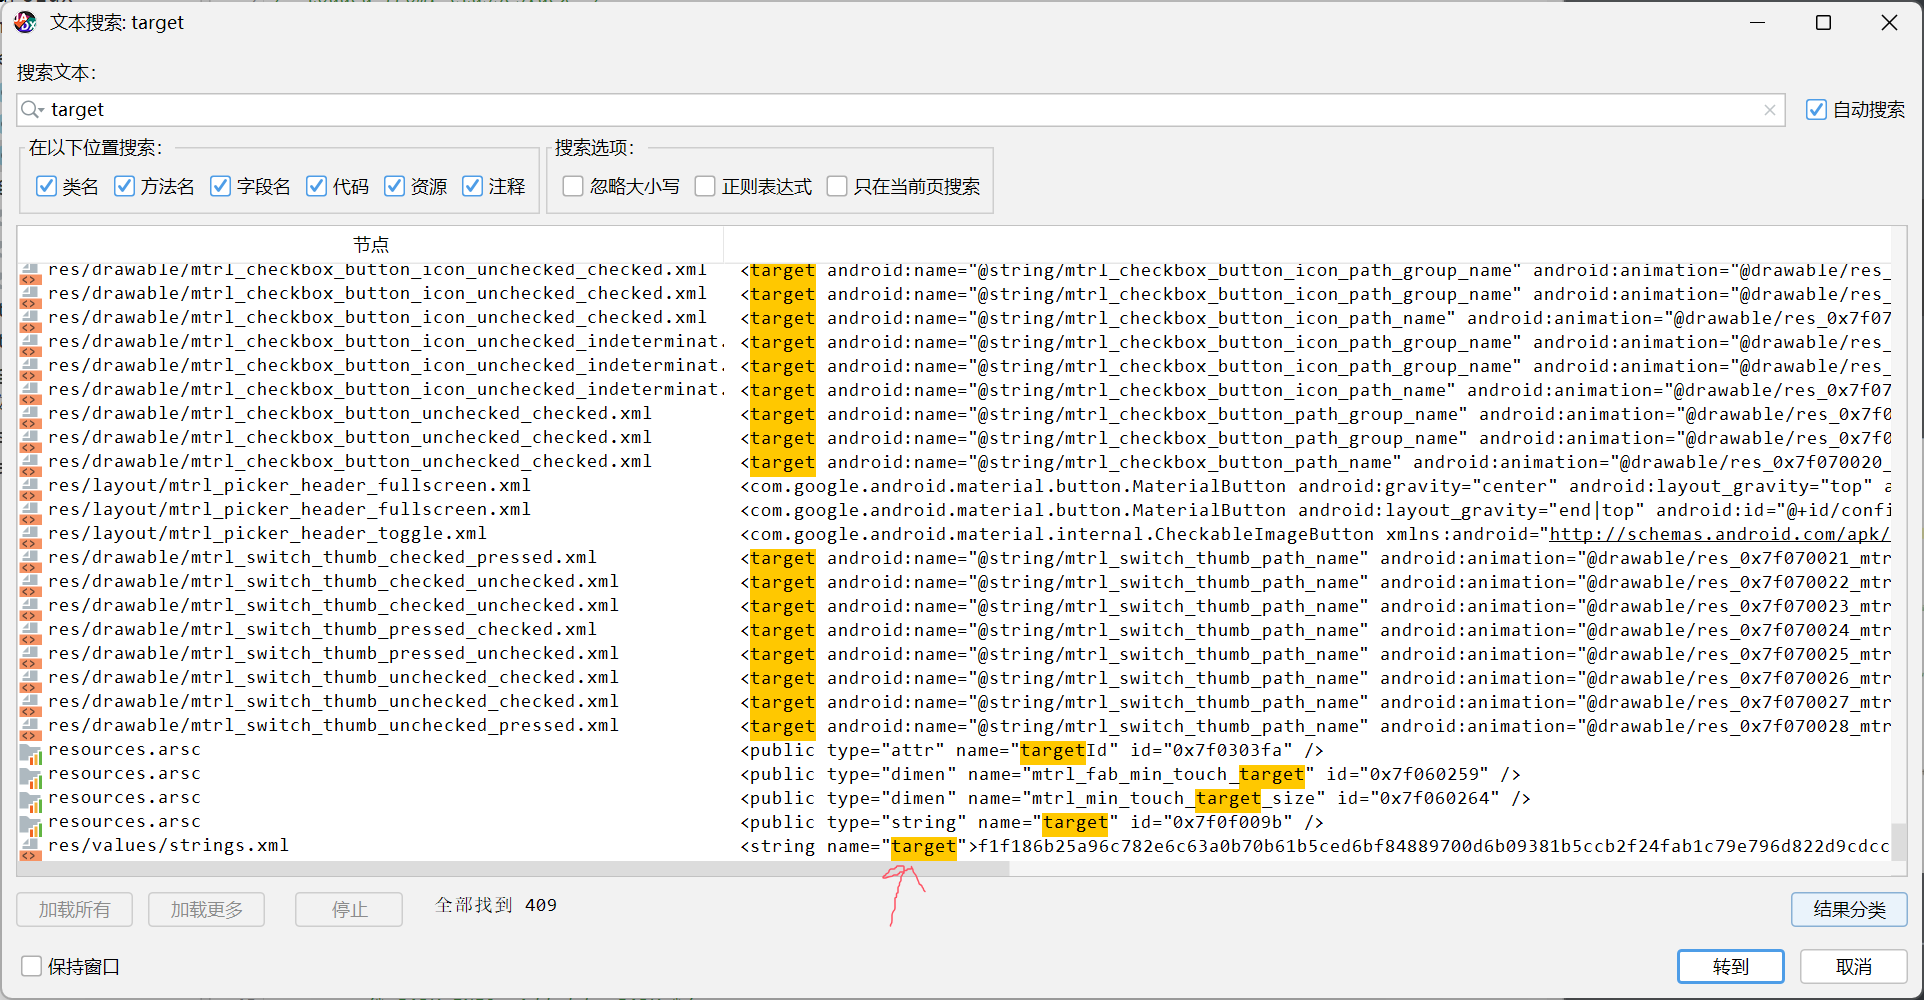 文本搜索: target
搜索文本:
target
自动搜索
在以下位置搜索:
类名 方法名 字段名 代码 资源 注释
搜索选项:
忽略大小写 正则表达式 只在当前页搜索
节点
res/drawable/mtrl_checkbox_button_icon_unchecked_checked.xml <target android:name="@string/mtrl_checkbox_button_icon_path_group_name" android:animation="@drawable/res_
res/drawable/mtrl_checkbox_button_icon_unchecked_checked.xml <target android:name="@string/mtrl_checkbox_button_icon_path_group_name" android:animation="@drawable/res_
res/drawable/mtrl_checkbox_button_icon_unchecked_checked.xml <target android:name="@string/mtrl_checkbox_button_icon_path_name" android:animation="@drawable/res_0x7f07
res/drawable/mtrl_checkbox_button_icon_unchecked_indeterminat. <target android:name="@string/mtrl_checkbox_button_icon_path_group_name" android:animation="@drawable/res_
res/drawable/mtrl_checkbox_button_icon_unchecked_indeterminat. <target android:name="@string/mtrl_checkbox_button_icon_path_group_name" android:animation="@drawable/res_
res/drawable/mtrl_checkbox_button_icon_unchecked_indeterminat. <target android:name="@string/mtrl_checkbox_button_icon_path_name" android:animation="@drawable/res_0x7f07
res/drawable/mtrl_checkbox_button_unchecked_checked.xml <target android:name="@string/mtrl_checkbox_button_path_group_name" android:animation="@drawable/res_0x7f0
res/drawable/mtrl_checkbox_button_unchecked_checked.xml <target android:name="@string/mtrl_checkbox_button_path_group_name" android:animation="@drawable/res_0x7f0
res/drawable/mtrl_checkbox_button_unchecked_checked.xml <target android:name="@string/mtrl_checkbox_button_path_name" android:animation="@drawable/res_0x7f070020_
res/layout/mtrl_picker_header_fullscreen.xml <com.google.android.material.button.MaterialButton android:gravity="center" android:layout_gravity="top" a
res/layout/mtrl_picker_header_fullscreen.xml <com.google.android.material.button.MaterialButton android:layout_gravity="end|top" android:id="@+id/confi
res/layout/mtrl_picker_header_toggle.xml <com.google.android.material.internal.CheckableImageButton xmlns:android="http://schemas.android.com/apk/
res/drawable/mtrl_switch_thumb_checked_pressed.xml <target android:name="@string/mtrl_switch_thumb_path_name" android:animation="@drawable/res_0x7f070021_mtr
res/drawable/mtrl_switch_thumb_checked_unchecked.xml <target android:name="@string/mtrl_switch_thumb_path_name" android:animation="@drawable/res_0x7f070022_mtr
res/drawable/mtrl_switch_thumb_checked_unchecked.xml <target android:name="@string/mtrl_switch_thumb_path_name" android:animation="@drawable/res_0x7f070023_mtr
res/drawable/mtrl_switch_thumb_pressed_checked.xml <target android:name="@string/mtrl_switch_thumb_path_name" android:animation="@drawable/res_0x7f070024_mtr
res/drawable/mtrl_switch_thumb_pressed_unchecked.xml <target android:name="@string/mtrl_switch_thumb_path_name" android:animation="@drawable/res_0x7f070025_mtr
res/drawable/mtrl_switch_thumb_unchecked_checked.xml <target android:name="@string/mtrl_switch_thumb_path_name" android:animation="@drawable/res_0x7f070026_mtr
res/drawable/mtrl_switch_thumb_unchecked_checked.xml <target android:name="@string/mtrl_switch_thumb_path_name" android:animation="@drawable/res_0x7f070027_mtr
res/drawable/mtrl_switch_thumb_unchecked_pressed.xml <target android:name="@string/mtrl_switch_thumb_path_name" android:animation="@drawable/res_0x7f070028_mtr
resources.arsc <public type="attr" name="targetId" id="0x7f0303fa" />
resources.arsc <public type="dimen" name="mtrl_fab_min_touch_target" id="0x7f060259" />
resources.arsc <public type="dimen" name="mtrl_min_touch_target_size" id="0x7f060264" />
resources.arsc <public type="string" name="target" id="0x7f0f009b" />
res/values/strings.xml <string name="target">f1f186b25a96c782e6c63a0b70b61b5ced6bf84889700d6b09381b5ccb2f24fab1c79e796d822d9cdcc
加载所有 加载更多 停止 全部找到 409 结果分类
保持窗口 转到 取消